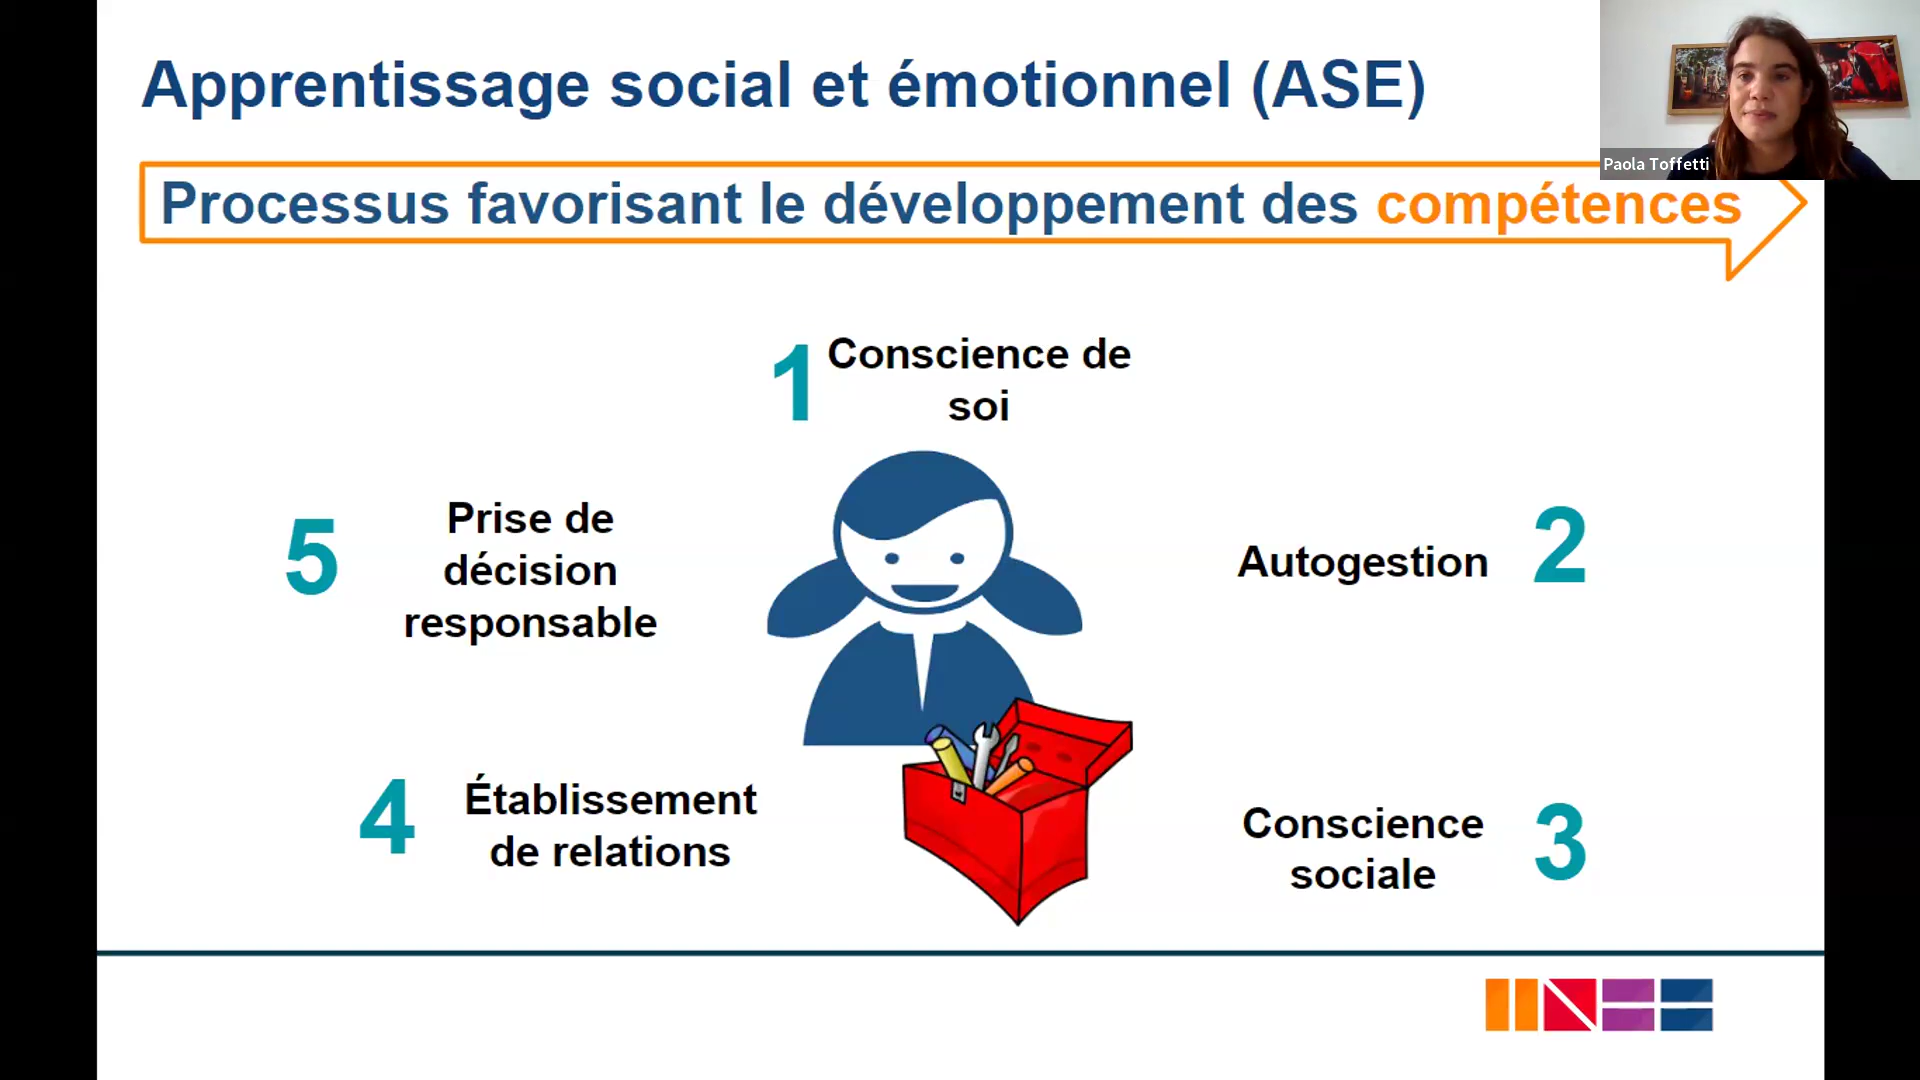 Apprentissage social et émotionnel (ASE)
Paola Toffetti
Processus favorisant le développement des compétences
1
Conscience de
soi
2
Autogestion
3
Conscience
sociale
4
Établissement
de relations
5
Prise de
décision
responsable
INEE